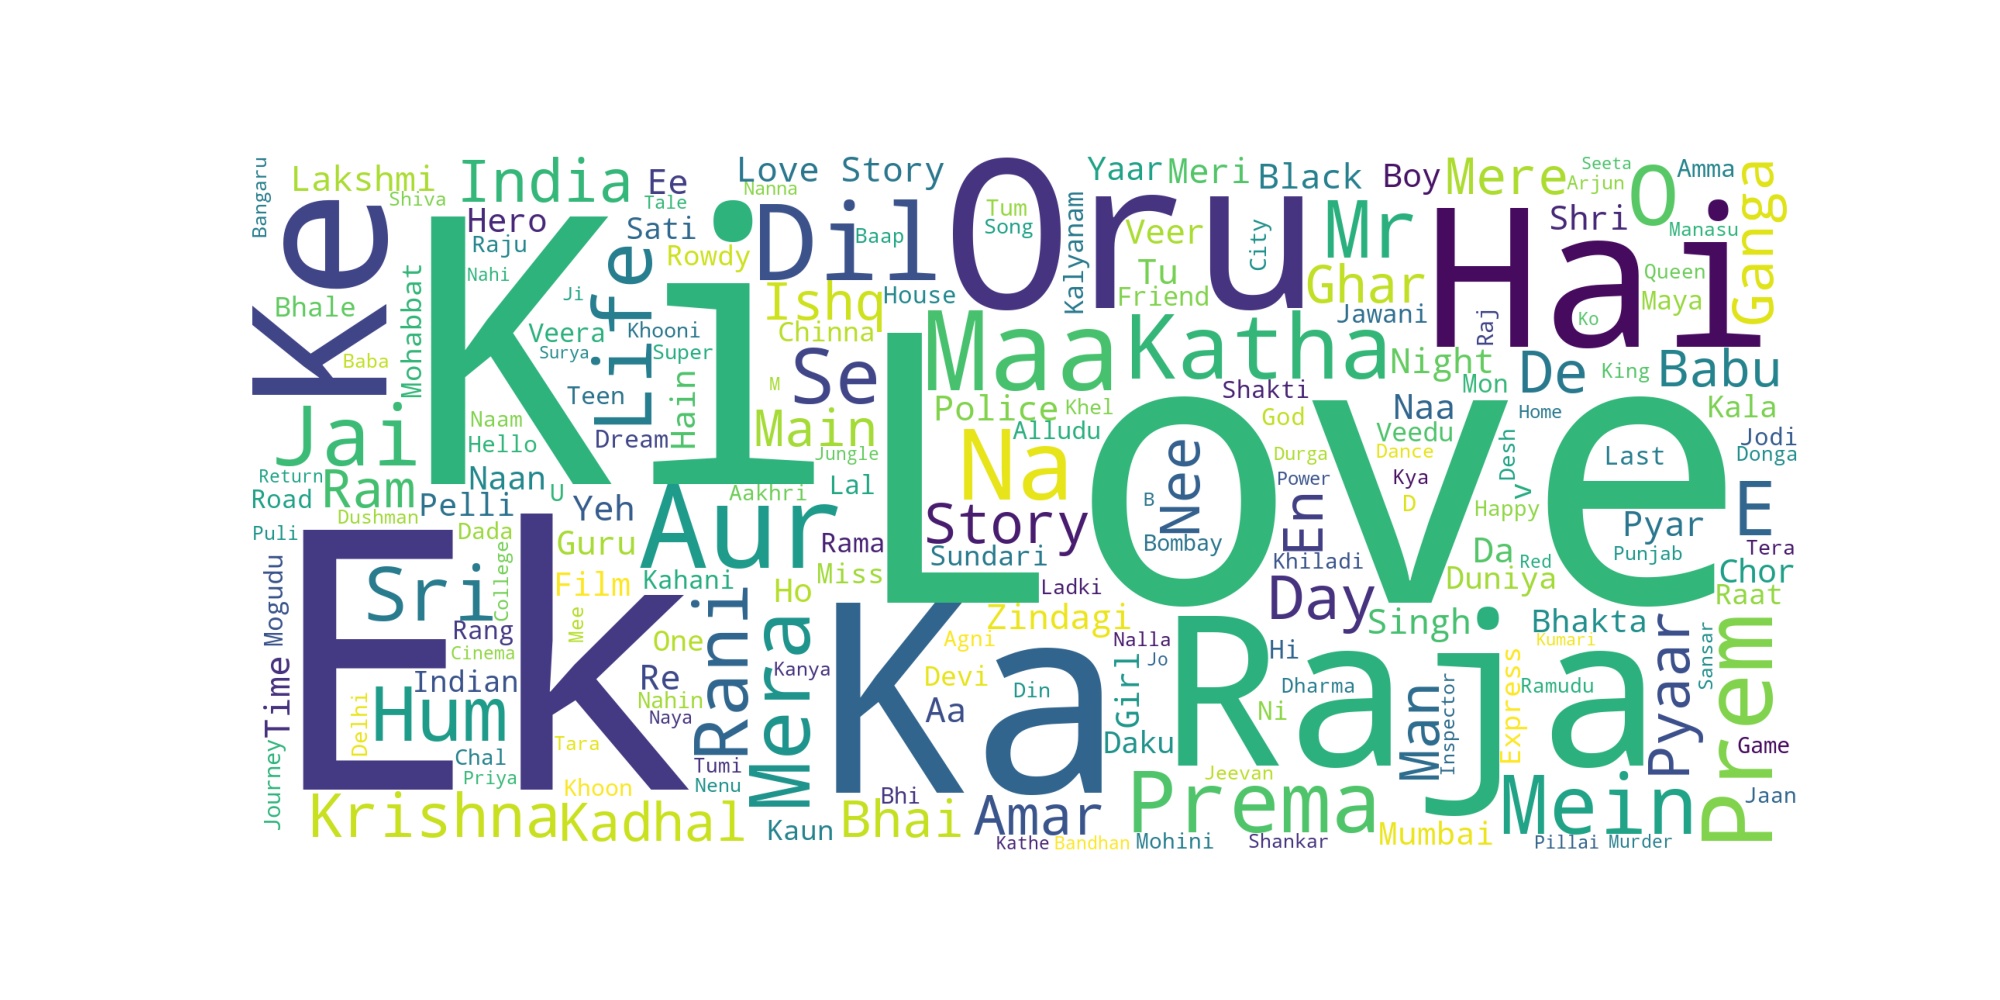 Bangaru
Lakshmi
Shiva
India
Ee
Tale
Love Story
Nanna
Oru
Tum
Song
Kalyanam
Yaar
Meri
Black
Boy
Mere
Seeta
Arjun
O
Amma
Ganga
Ke
Ki
Hero
Raju
Nahi
Sati
Rowdy
Life
Ji
Dil
Baap
Veer
City
Mr
Hai
Shri
Manasu
Bhale
Mohabbat
Veera
Khooni
Surya
Super
Ishq
House
Chinna
Tu
Friend
Ghar
Jawani
Raj
Ko
Queen
Maya
Baba
Teen
Hain
M
Se
Maa
Katha
Night
Mon
De
King
Babu
Jai
Naam
Hello
Dream
Main
Jungle
Police
Khel
Alludu
Shakti
God
Naa
Veedu
Dance
Home
Love
Last
Kala
Jodi
Donga
Return
Road
Ram
Naan
U
Pelli
Yeh
Aakhri
Lal
Na
Durga
Power
Kya
D
Desh
V
Happy
E
Puli
Dushman
Dada
College
Guru
Aur
Rama
Story
Sundari
B
Nee
Bombay
En
Khiladi
Da
Red
Duniya
Pyar
Punjab
Tera
Chor
Mogudu
Ek
Sri
Film
Kahani
Miss
Ho
Ladki
Day
Raat
Rang
Cinema
Mee
One
Rani
Mera
Ka
Zindagi
Agni
Nalla
Jo
Raja
Hi
Singh
Bhakta
Kumari
Pyaar
Sansar
Prem
Time
Delhi
Indian
Hum
Re
Nahin
Naya
Kanya
Devi
Aa
Din
Girl
Dharma
Ni
Man
Inspector
Express
Ramudu
Game
Journey
Chal
Priya
Tara
Tumi
Nenu
Daku
Jeevan
Jaan
Krishna
Khoon
Kadhal
Kaun
Bhai
Bhi
Amar
Prema
Mein
Kathe
Bandhan
Mohini
Shankar
Mumbai
Pillai
Murder